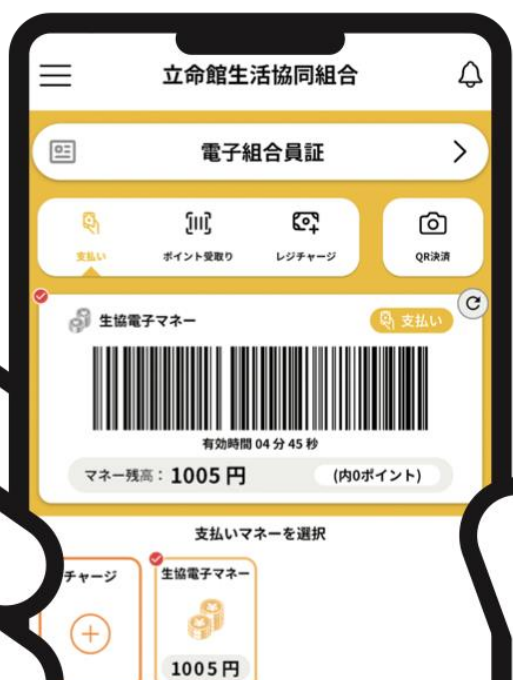 立命館生活協同組合
電子組合員証
支払い
ポイント受取り
レジチャージ
QR決済
生協電子マネー
支払い
有効時間 04 分 45 秒
マネー残高：1005 円
(内0ポイント)
支払いマネーを選択
チャージ
生協電子マネー
1005 円